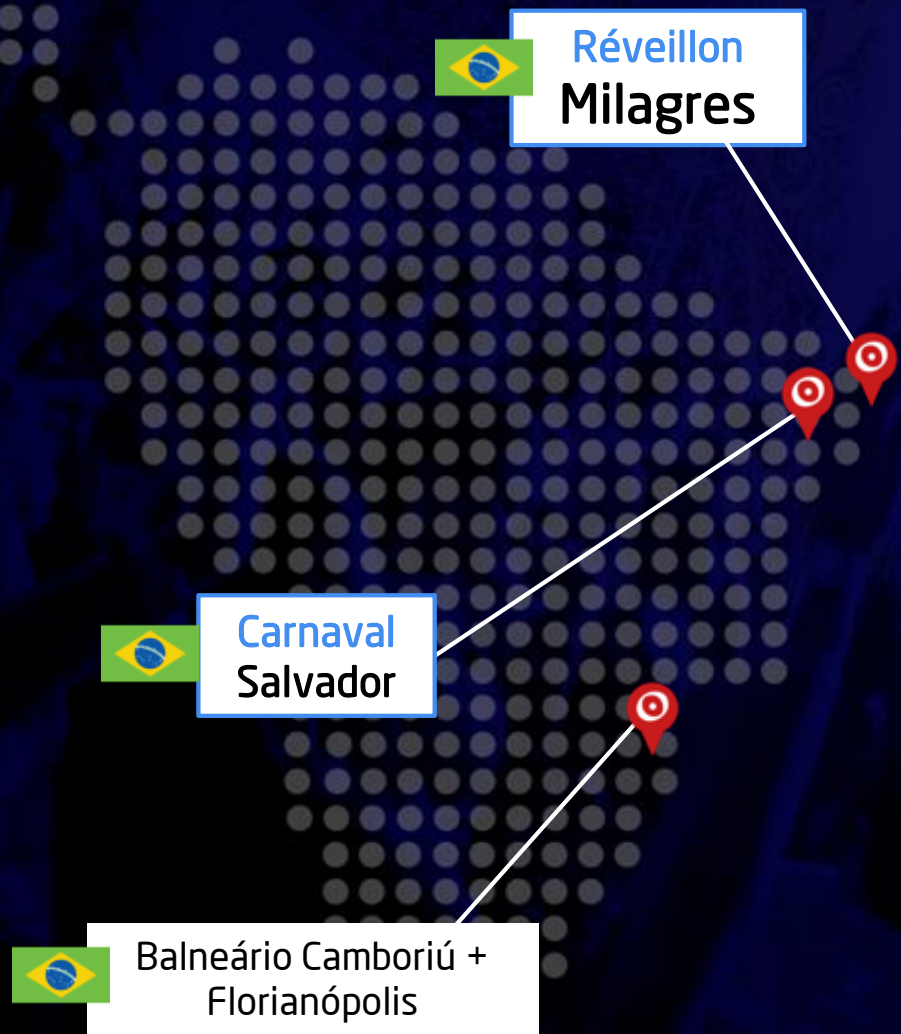 Réveillon
Milagres
Carnaval
Salvador
Balneário Camboriú +
Florianópolis